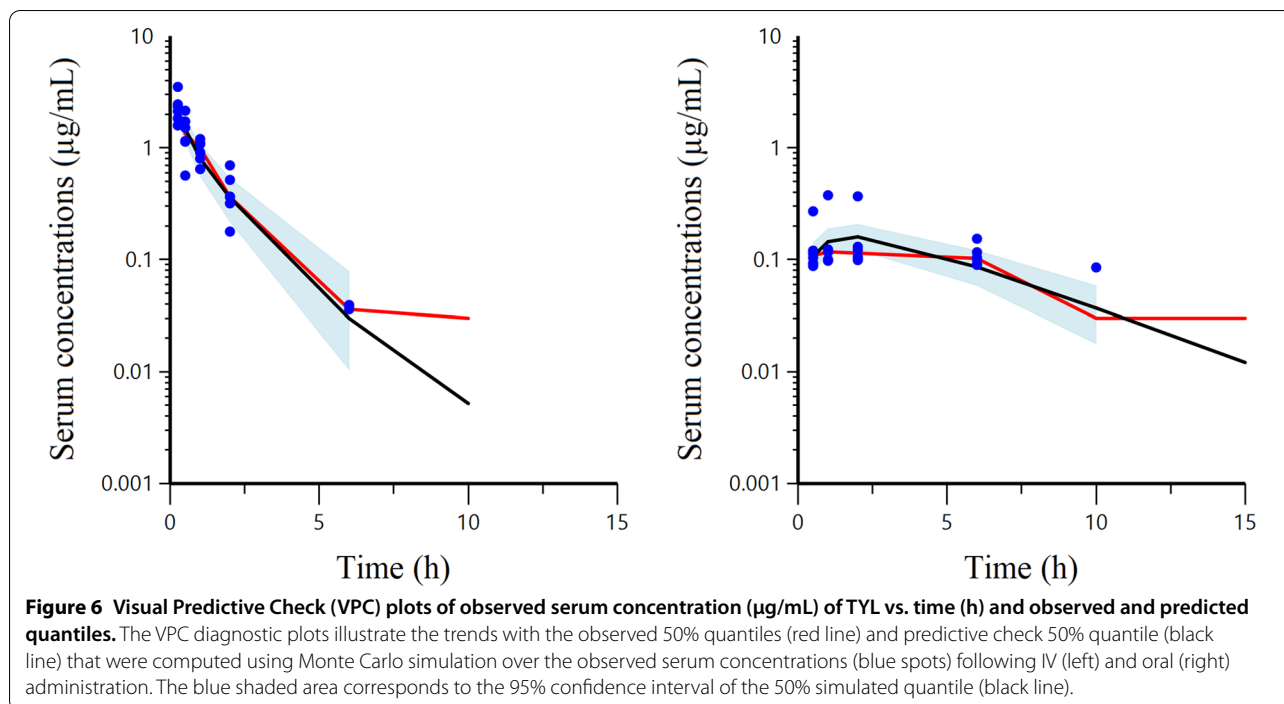 10
1
0.1
0.01
0.001
Serum concentrations (µg/mL)
0 5 10 15
Time (h)
10
1
0.1
0.01
0.001
Serum concentrations (µg/mL)
0 5 10 15
Time (h)
Figure 6 Visual Predictive Check (VPC) plots of observed serum concentration (µg/mL) of TYL vs. time (h) and observed and predicted
quantiles. The VPC diagnostic plots illustrate the trends with the observed 50% quantiles (red line) and predictive check 50% quantile (black
line) that were computed using Monte Carlo simulation over the observed serum concentrations (blue spots) following IV (left) and oral (right)
administration. The blue shaded area corresponds to the 95% confidence interval of the 50% simulated quantile (black line).